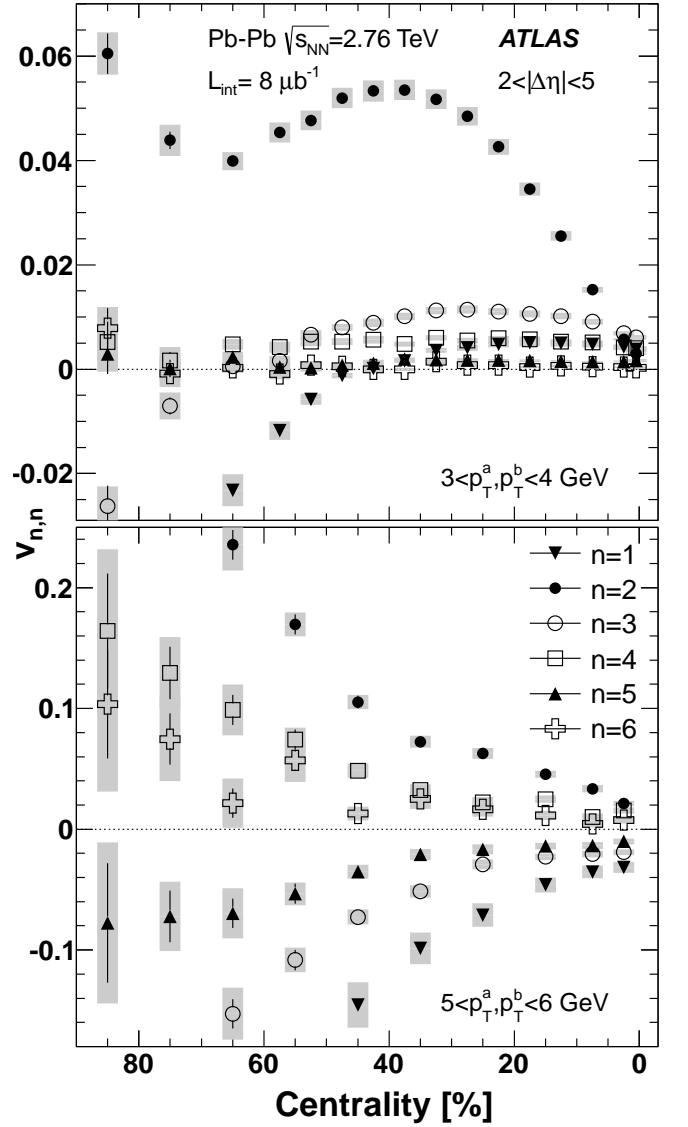 Pb-Pb √s_NN=2.76 TeV ATLAS
L_int= 8 μb^-1 2<|Δη|<5
0.06
0.04
0.02
0
-0.02
3<p_T^a,p_T^b<4 GeV
v_n,n
n=1
n=2
n=3
n=4
n=5
n=6
0.2
0.1
0
-0.1
5<p_T^a,p_T^b<6 GeV
80 60 40 20 0
Centrality [%]